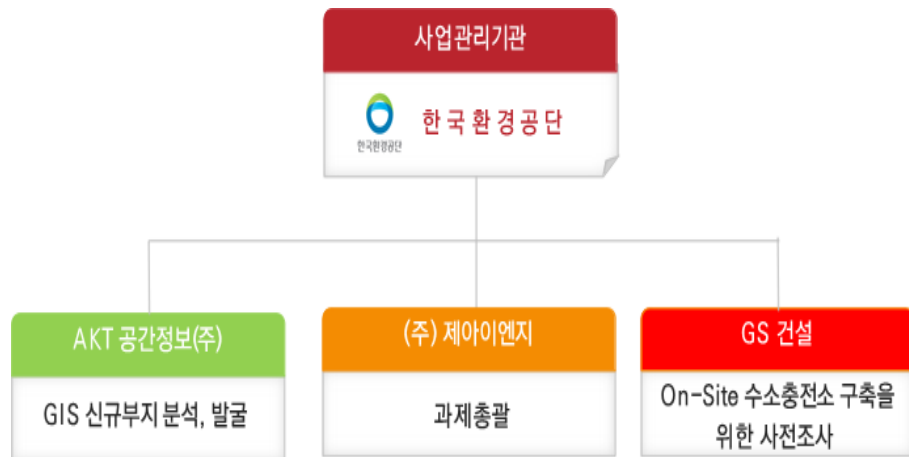 사업관리기관
한국환경공단
한국환경공단
AKT 공간정보(주)
(주) 제아이엔지
GS 건설
GIS 신규부지 분석, 발굴
과제총괄
On-Site 수소충전소 구축을
위한 사전조사